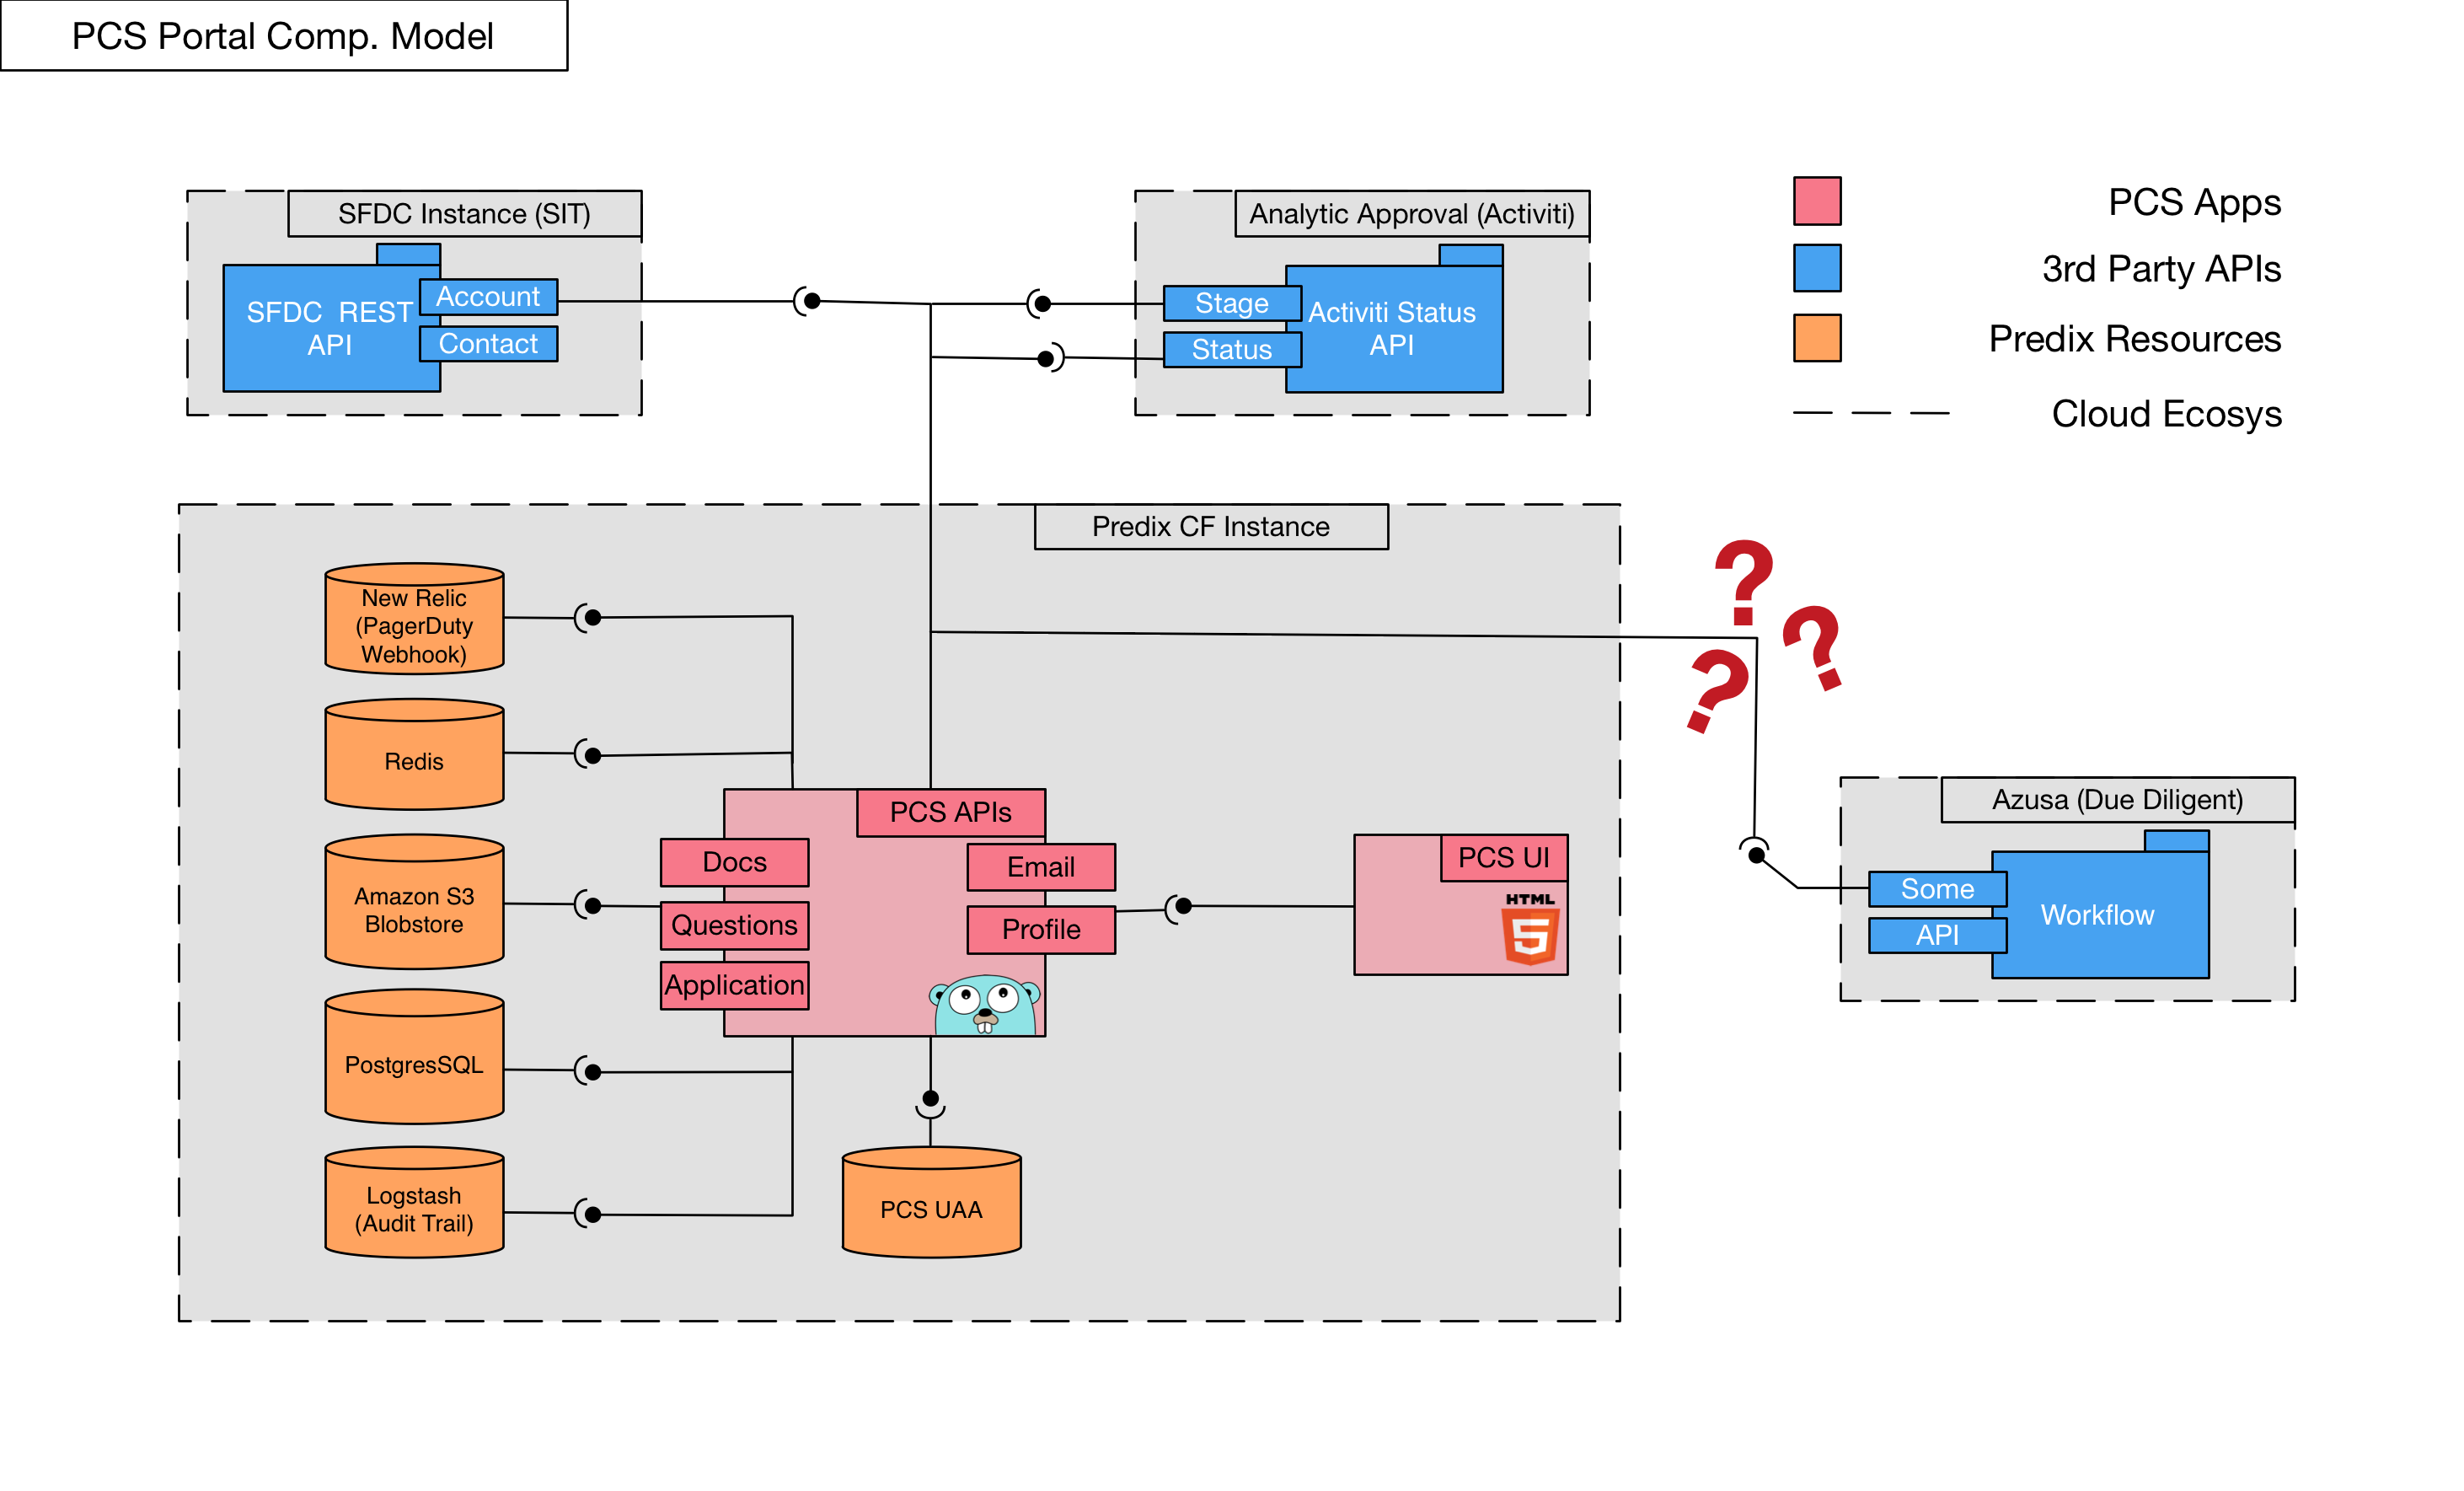 PCS Portal Comp. Model
SFDC Instance (SIT)
SFDC REST
API
Account
Contact
Analytic Approval (Activiti)
Stage
Status
Activiti Status
API
PCS Apps
3rd Party APIs
Predix Resources
Cloud Ecosys
Predix CF Instance
New Relic
(PagerDuty
Webhook)
Redis
Amazon S3
Blobstore
PostgresSQL
Logstash
(Audit Trail)
PCS APIs
Docs
Questions
Application
Email
Profile
PCS UAA
PCS UI
HTML
5
?
?
?
Azusa (Due Diligent)
Some
API
Workflow